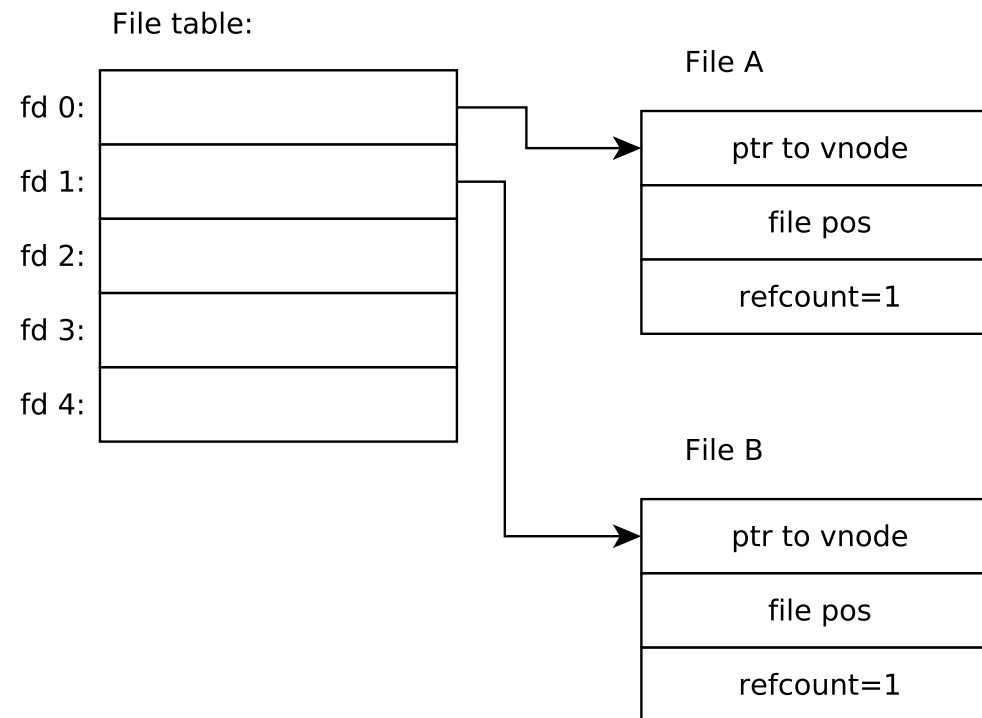 File table:
fd 0:
fd 1:
fd 2:
fd 3:
fd 4:
File A
ptr to vnode
file pos
refcount=1
File B
ptr to vnode
file pos
refcount=1